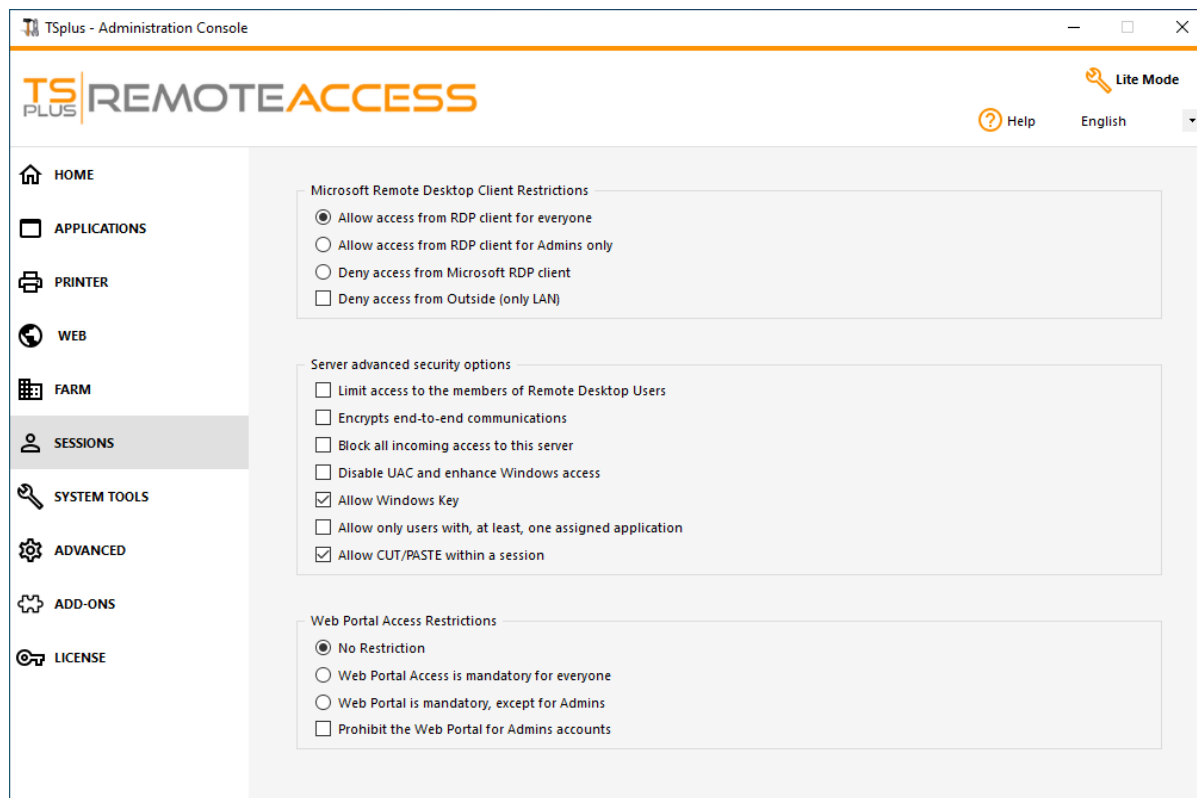 TSplus - Administration Console
TS PLUS REMOTEACCESS
Lite Mode
Help
English
HOME
APPLICATIONS
PRINTER
WEB
FARM
SESSIONS
SYSTEM TOOLS
ADVANCED
ADD-ONS
LICENSE
Microsoft Remote Desktop Client Restrictions
Allow access from RDP client for everyone
Allow access from RDP client for Admins only
Deny access from Microsoft RDP client
Deny access from Outside (only LAN)
Server advanced security options
Limit access to the members of Remote Desktop Users
Encrypts end-to-end communications
Block all incoming access to this server
Disable UAC and enhance Windows access
Allow Windows Key
Allow only users with, at least, one assigned application
Allow CUT/PASTE within a session
Web Portal Access Restrictions
No Restriction
Web Portal Access is mandatory for everyone
Web Portal is mandatory, except for Admins
Prohibit the Web Portal for Admins accounts